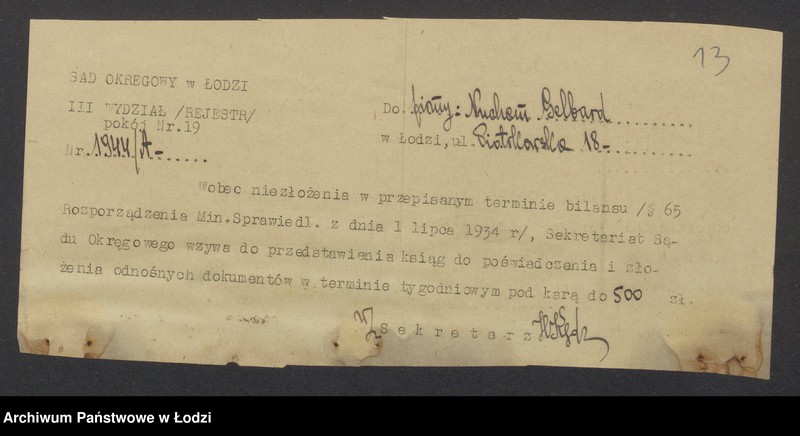 13
SAD OKRĘGOWY w ŁODZI
III WYDZIAŁ /REJESTR/
pokój Nr.19
Nr. 1944/A-......
Do firmy: Nuchem Gelbard..........
w Łodzi, ul. Piotrkowska 18-..........
Wobec niezłożenia w przepisanym terminie bilansu /§ 65
Rozporządzenia Min.Sprawiedl. z dnia 1 lipca 1934 r/, Sekretariat Są-
du Okręgowego wzywa do przedstawienia ksiąg do poświadczenia i zło-
żenia odnośnych dokumentów w terminie tygodniowym pod karą do 500 zł.
Sekretarz
Archiwum Państwowe w Łodzi